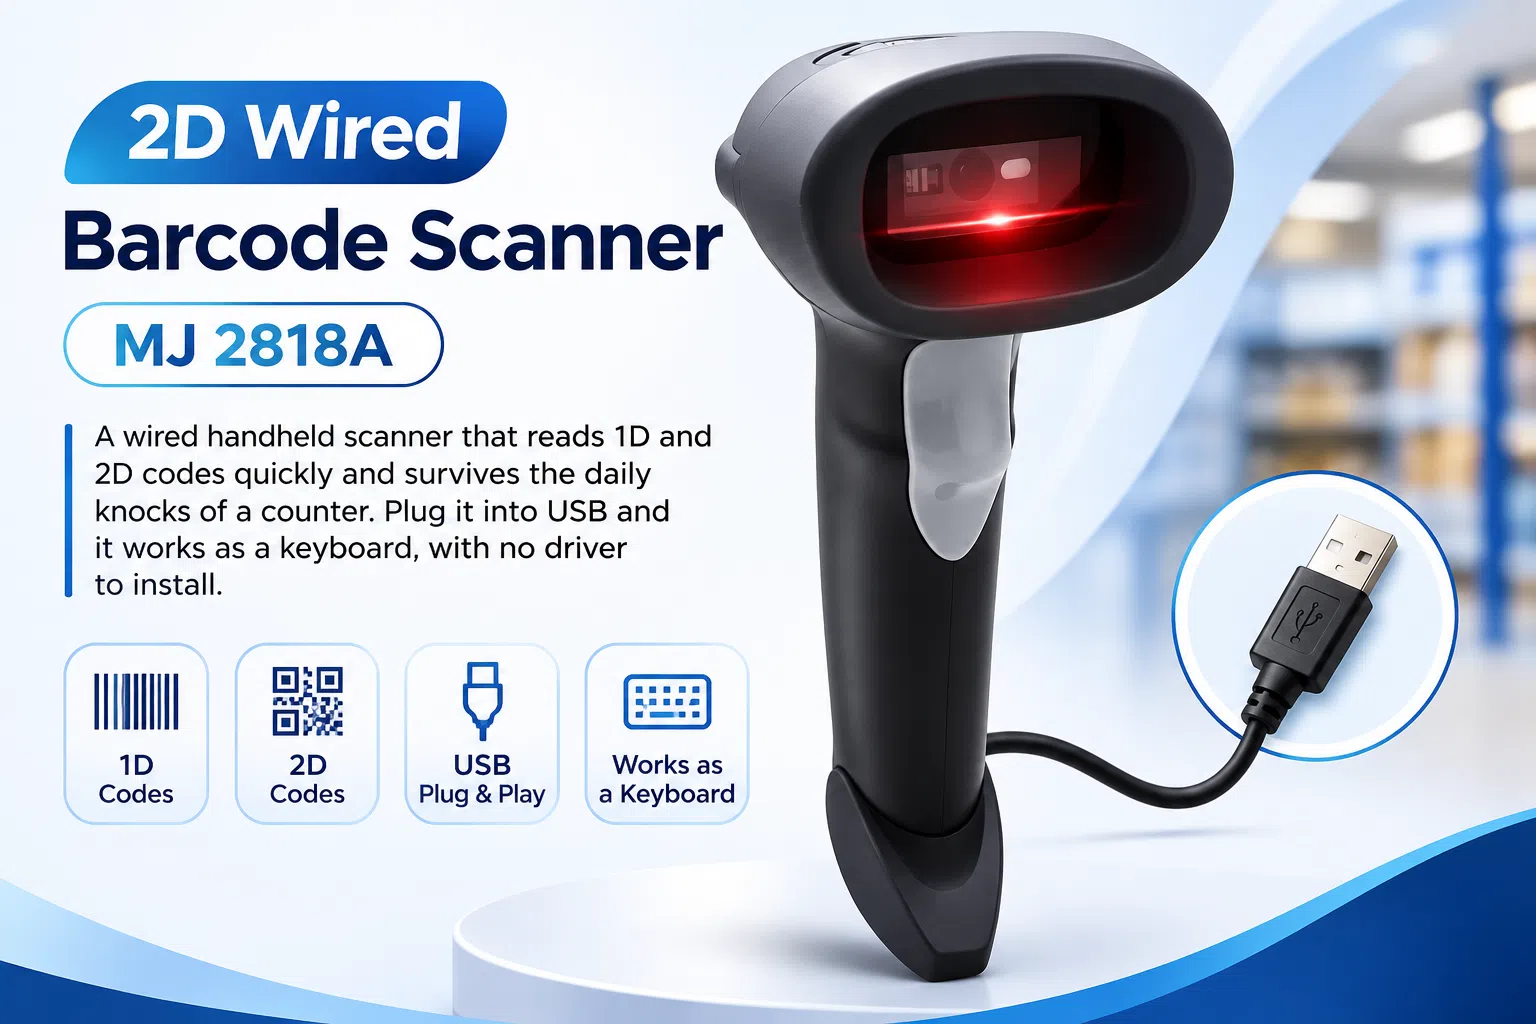 2D Wired
Barcode Scanner
MJ 2818A
A wired handheld scanner that reads 1D and
2D codes quickly and survives the daily
knocks of a counter. Plug it into USB and
it works as a keyboard, with no driver
to install.
1D
Codes
2D
Codes
USB
Plug & Play
Works as
a Keyboard